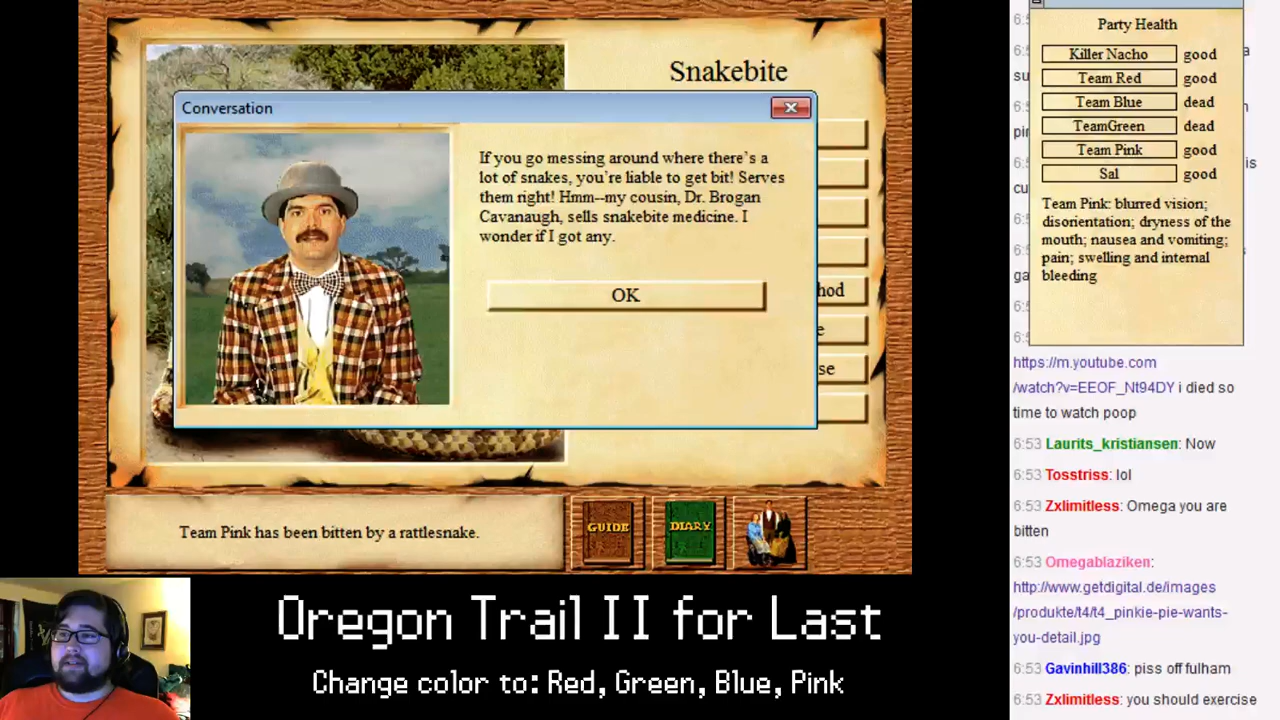 Snakebite
Conversation
If you go messing around where there's a
lot of snakes, you're liable to get bit! Serves
them right! Hmm--my cousin, Dr. Brogan
Cavanaugh, sells snakebite medicine. I
wonder if I got any.
OK
hod
e
se
Team Pink has been bitten by a rattlesnake.
GUIDE
DIARY
Oregon Trail II for Last
Change color to: Red, Green, Blue, Pink
Party Health
Killer Nacho good
Team Red good
Team Blue dead
TeamGreen dead
Team Pink good
Sal good
Team Pink: blurred vision;
disorientation; dryness of the
mouth; nausea and vomiting;
pain; swelling and internal
bleeding
https://m.youtube.com
/watch?v=EEOF_Nt94DY i died so
time to watch poop
6:53 Laurits_kristiansen: Now
6:53 Tosstriss: lol
6:53 Zxlimitless: Omega you are
bitten
6:53 Omegablaziken:
http://www.getdigital.de/images
/produkte/t4/t4_pinkie-pie-wants-
you-detail.jpg
6:53 Gavinhill386: piss off fulham
6:53 Zxlimitless: you should exercise